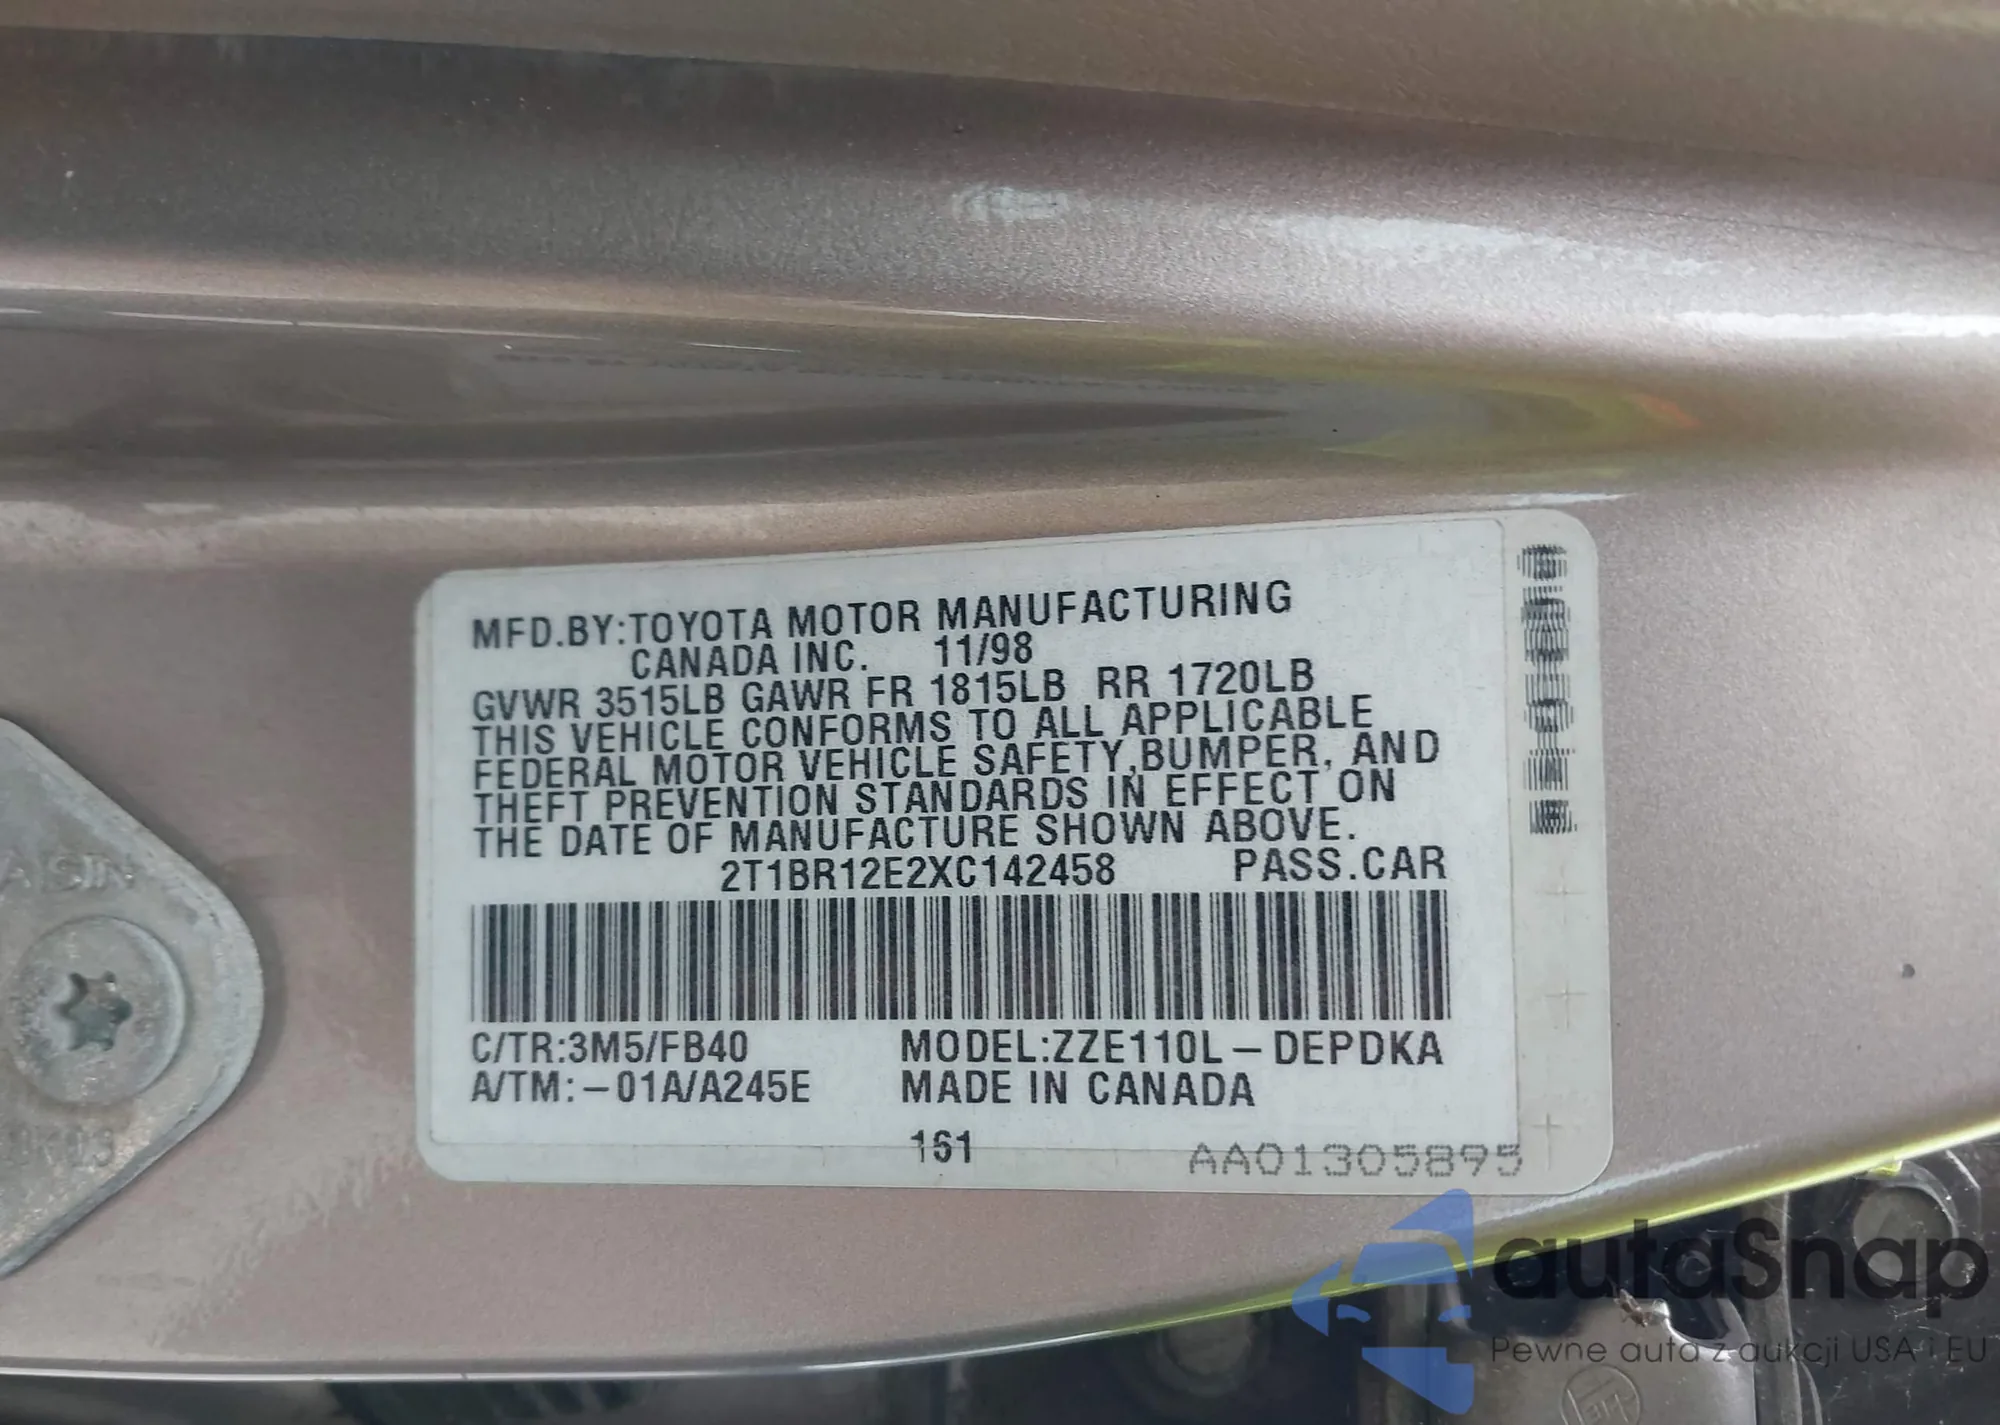 MFD.BY:TOYOTA MOTOR MANUFACTURING
CANADA INC. 11/98
GVWR 3515LB GAWR FR 1815LB RR 1720LB
THIS VEHICLE CONFORMS TO ALL APPLICABLE
FEDERAL MOTOR VEHICLE SAFETY,BUMPER, AND
THEFT PREVENTION STANDARDS IN EFFECT ON
THE DATE OF MANUFACTURE SHOWN ABOVE.
2T1BR12E2XC142458 PASS.CAR
C/TR:3M5/FB40 MODEL:ZZE110L–DEPDKA
A/TM:–01A/A245E MADE IN CANADA
161
AA01305895
AISIN
autaSnap
Pewne auta z aukcji USA i EU